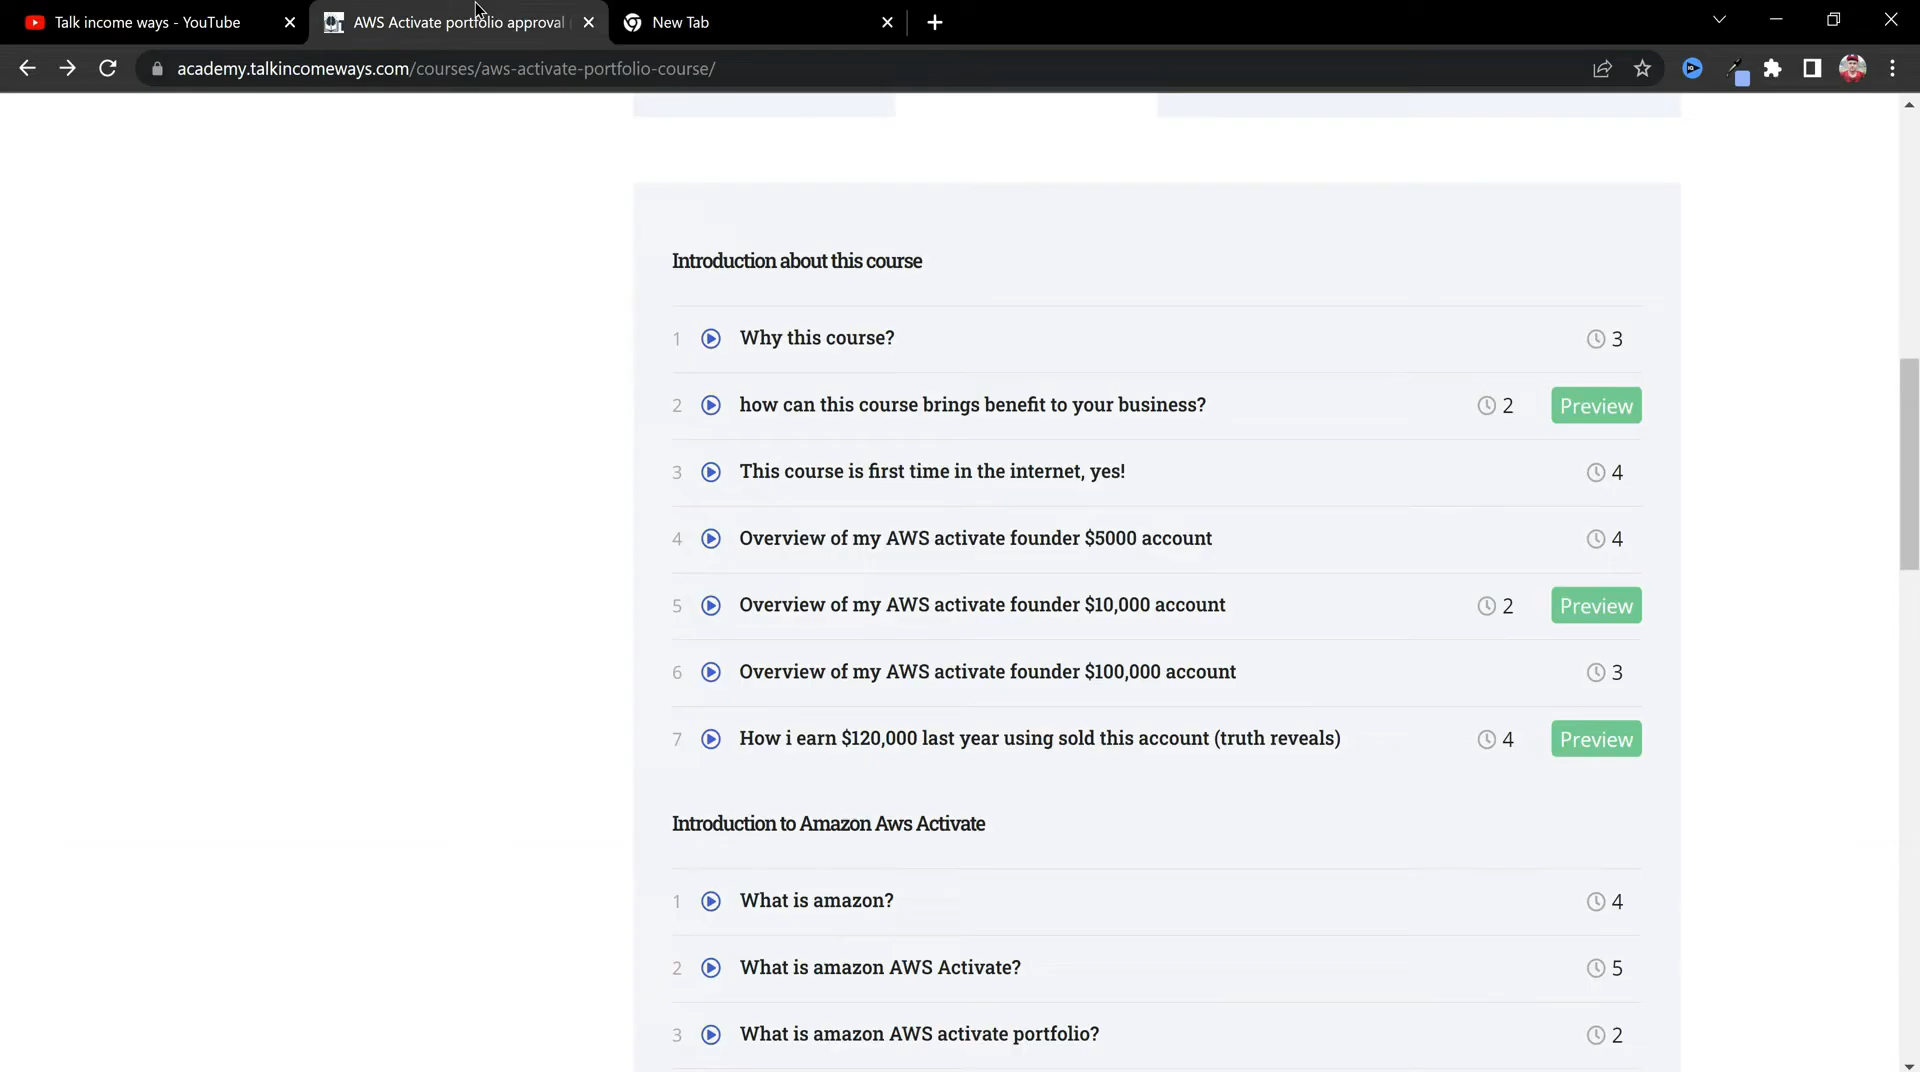 Talk income ways - YouTube
AWS Activate portfolio approval
New Tab
academy.talkincomeways.com/courses/aws-activate-portfolio-course/
Introduction about this course
1 Why this course? 3
2 how can this course brings benefit to your business? 2 Preview
3 This course is first time in the internet, yes! 4
4 Overview of my AWS activate founder $5000 account 4
5 Overview of my AWS activate founder $10,000 account 2 Preview
6 Overview of my AWS activate founder $100,000 account 3
7 How i earn $120,000 last year using sold this account (truth reveals) 4 Preview
Introduction to Amazon Aws Activate
1 What is amazon? 4
2 What is amazon AWS Activate? 5
3 What is amazon AWS activate portfolio? 2